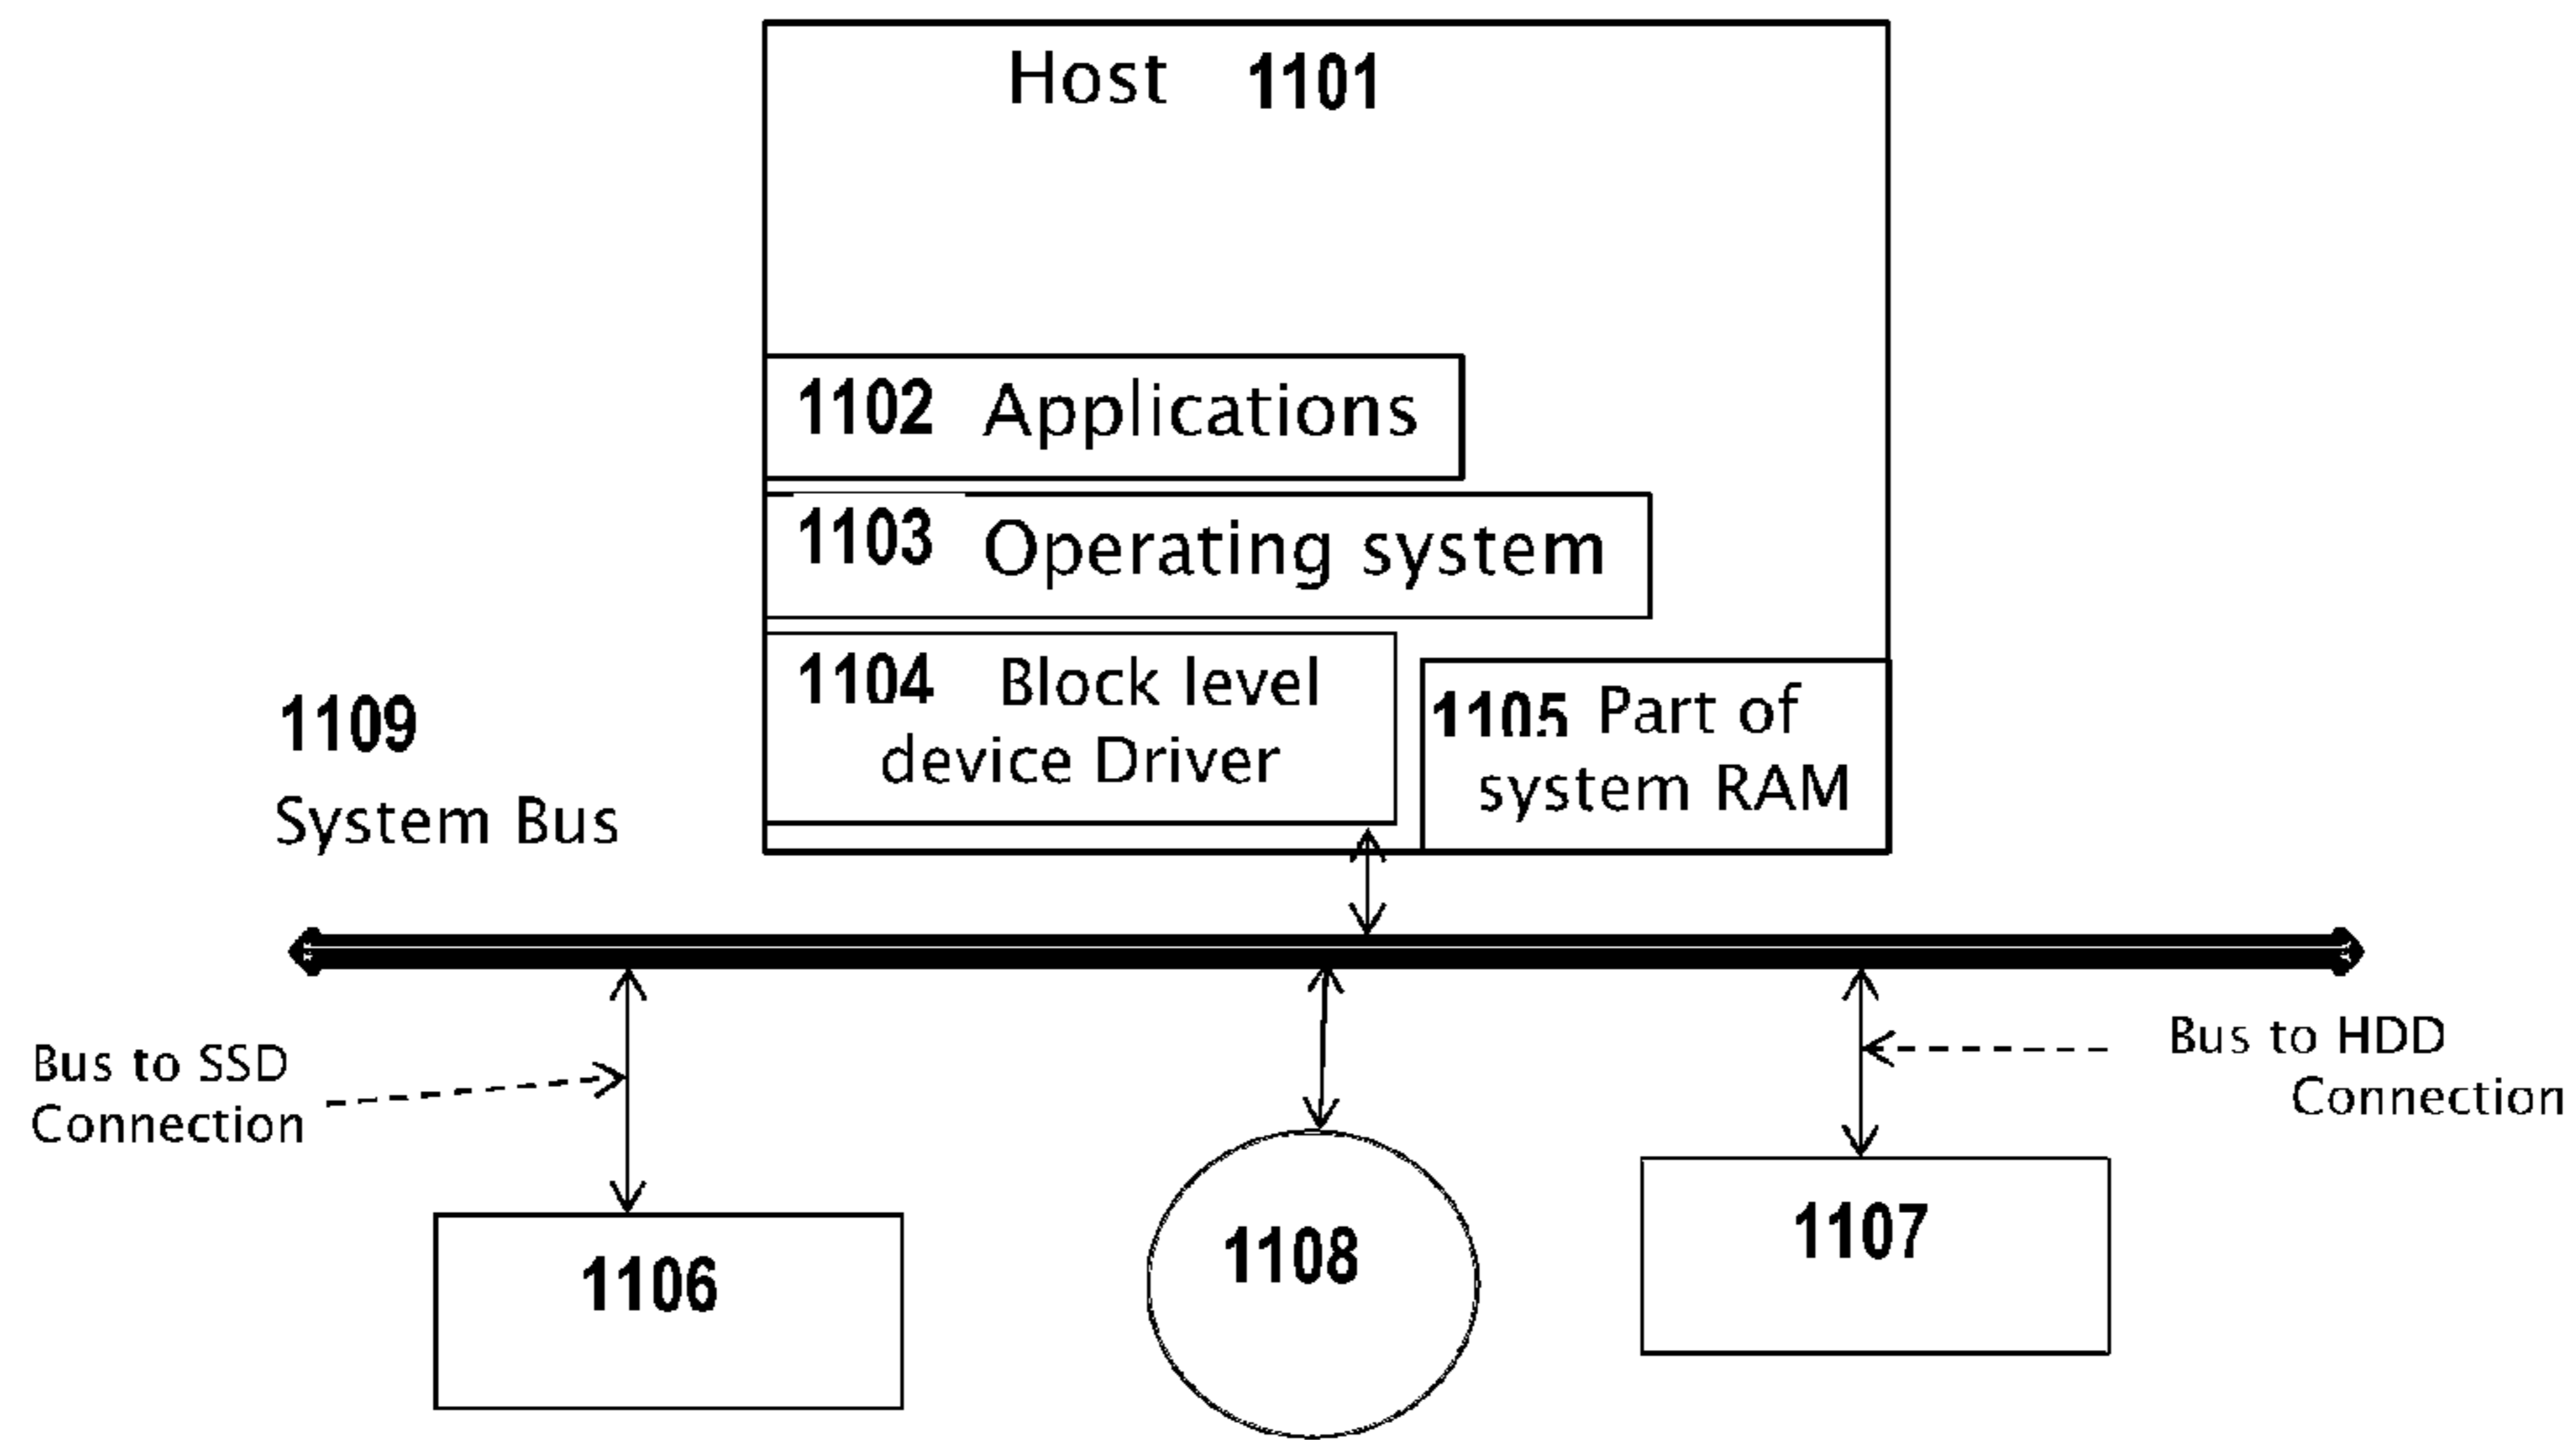 Host 1101
1102 Applications
1103 Operating system
1104 Block level
device Driver
1105 Part of
system RAM
1109
System Bus
Bus to SSD
Connection
Bus to HDD
Connection
1106
1108
1107